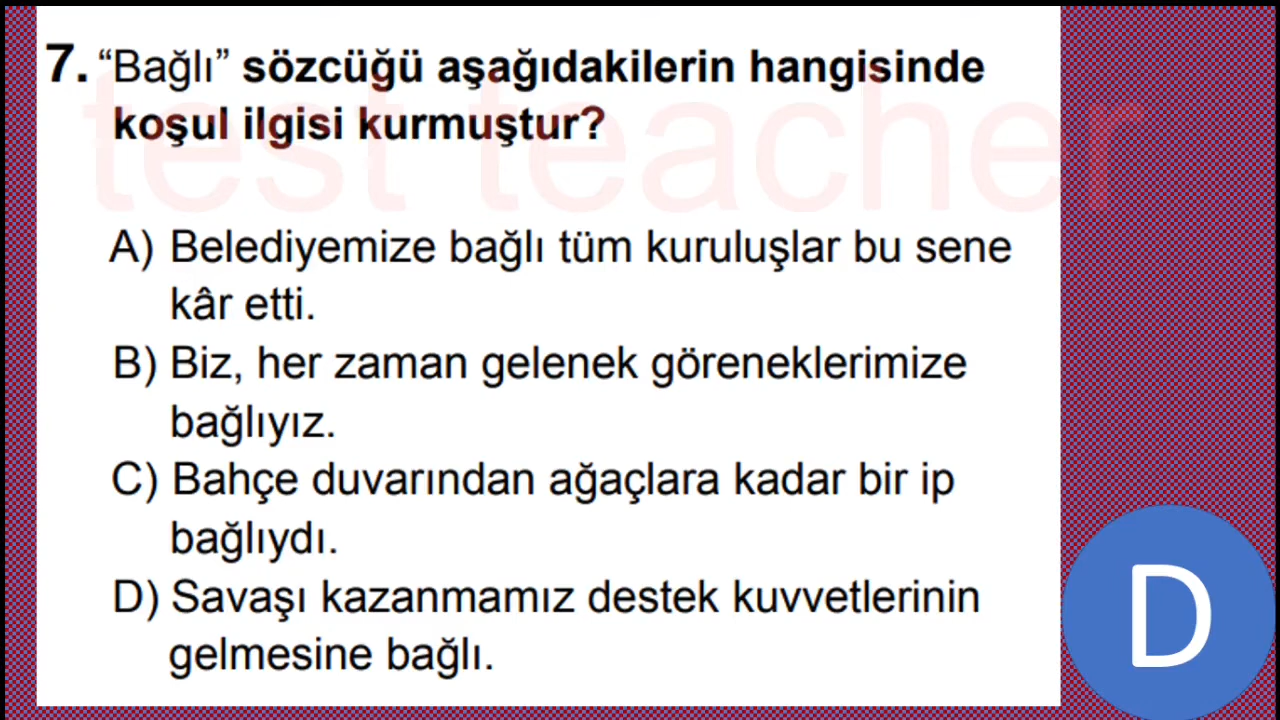 7. “Bağlı” sözcüğü aşağıdakilerin hangisinde
koşul ilgisi kurmuştur?
test teacher
A) Belediyemize bağlı tüm kuruluşlar bu sene
kâr etti.
B) Biz, her zaman gelenek göreneklerimize
bağlıyız.
C) Bahçe duvarından ağaçlara kadar bir ip
bağlıydı.
D) Savaşı kazanmamız destek kuvvetlerinin
gelmesine bağlı.
D